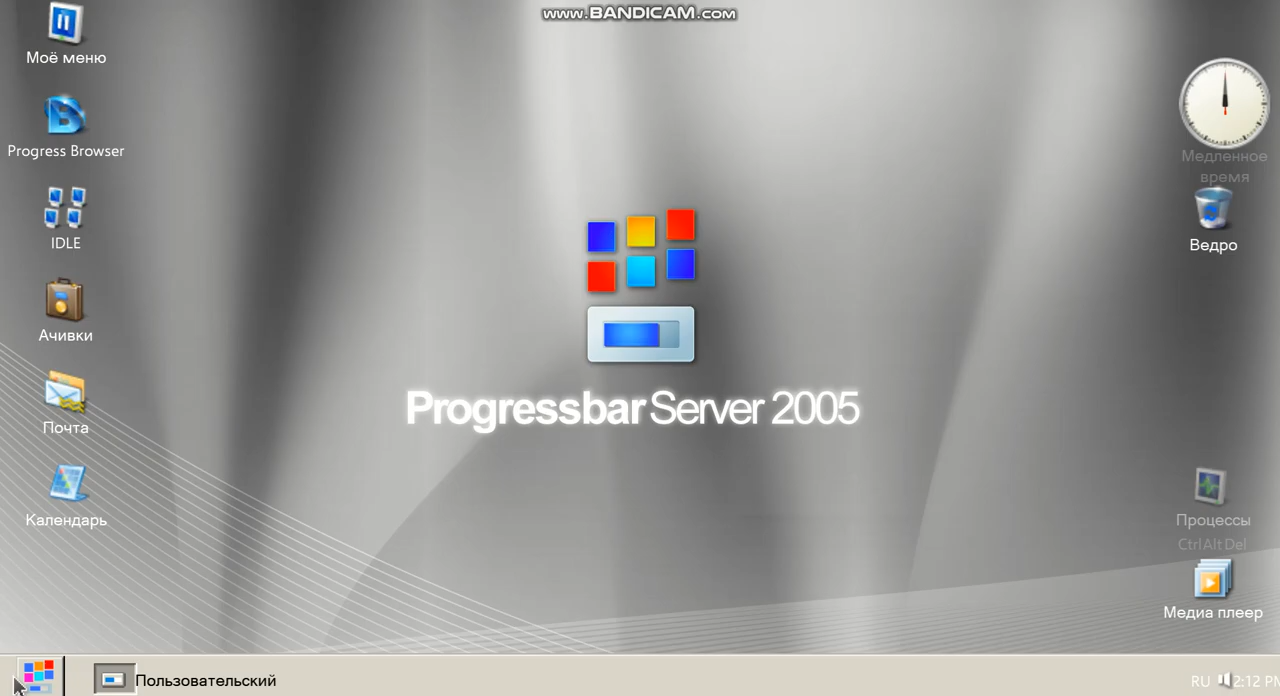 www.BANDICAM.com
Моё меню
Progress Browser
IDLE
Ачивки
Почта
Календарь
Медленное
время
Ведро
Progressbar Server 2005
Процессы
CtrlAltDel
Медиа плеер
Пользовательский
RU
2:12 PM